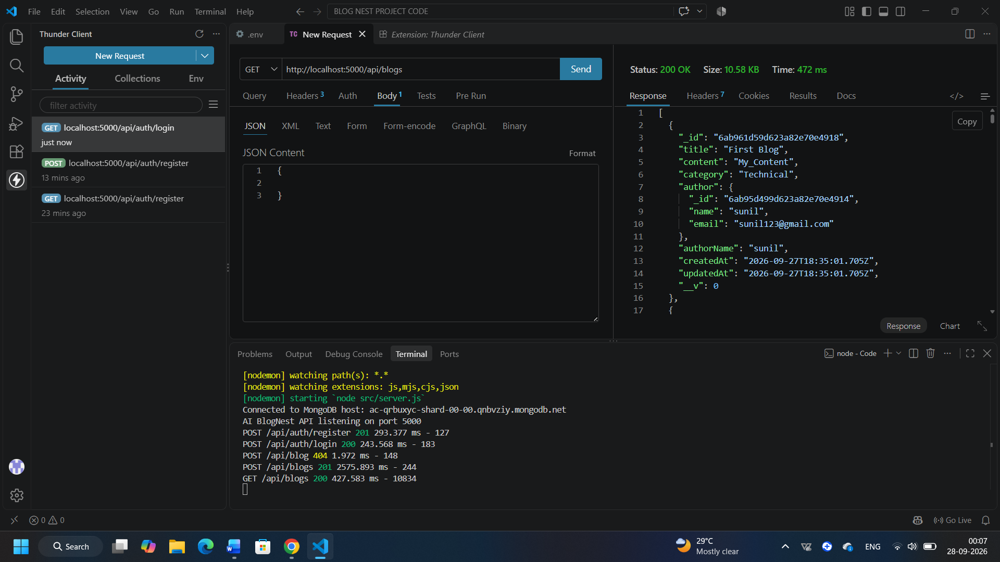 File Edit Selection View Go Run Terminal Help
BLOG NEST PROJECT CODE
Thunder Client
New Request
Activity Collections Env
filter activity
GET localhost:5000/api/auth/login
just now
POST localhost:5000/api/auth/register
13 mins ago
GET localhost:5000/api/auth/register
23 mins ago
.env
TC New Request
Extension: Thunder Client
GET http://localhost:5000/api/blogs Send
Query Headers 3 Auth Body 1 Tests Pre Run
JSON XML Text Form Form-encode GraphQL Binary
JSON Content Format
1 {
2
3 }
Status: 200 OK Size: 10.58 KB Time: 472 ms
Response Headers 7 Cookies Results Docs </>
Copy
1 [
2 {
3 "_id": "6ab961d59d623a82e70e4918",
4 "title": "First Blog",
5 "content": "My_Content",
6 "category": "Technical",
7 "author": {
8 "_id": "6ab95d499d623a82e70e4914",
9 "name": "sunil",
10 "email": "sunil123@gmail.com"
11 },
12 "authorName": "sunil",
13 "createdAt": "2026-09-27T18:35:01.705Z",
14 "updatedAt": "2026-09-27T18:35:01.705Z",
15 "__v": 0
16 },
17 {
Response Chart
Problems Output Debug Console Terminal Ports
node - Code
[nodemon] watching path(s): *.*
[nodemon] watching extensions: js,mjs,cjs,json
[nodemon] starting `node src/server.js`
Connected to MongoDB host: ac-qrbuxyc-shard-00-00.qnbvziy.mongodb.net
AI BlogNest API listening on port 5000
POST /api/auth/register 201 293.377 ms - 127
POST /api/auth/login 200 243.568 ms - 183
POST /api/blog 404 1.972 ms - 148
POST /api/blogs 201 2575.893 ms - 244
GET /api/blogs 200 427.583 ms - 10834
0 0
Go Live
Search
29°C
Mostly clear
ENG
00:07
28-09-2026